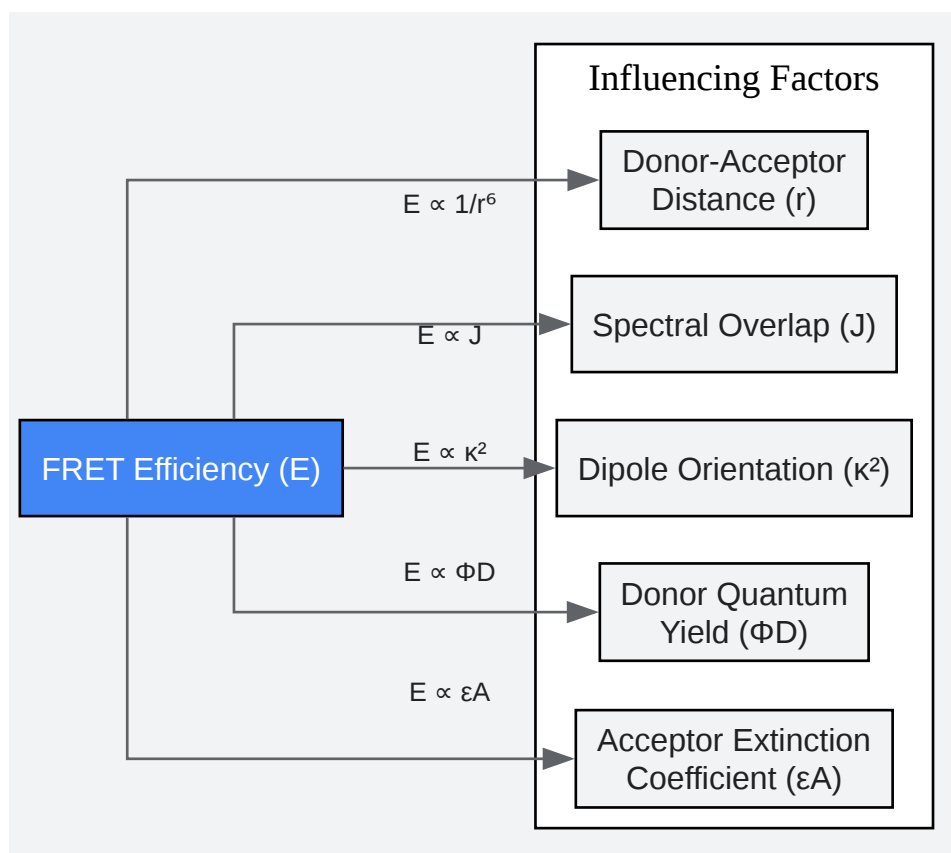 Influencing Factors
Donor-Acceptor
Distance (r)
E ∝ 1/r⁶
Spectral Overlap (J)
E ∝ J
FRET Efficiency (E)
E ∝ κ²
Dipole Orientation (κ²)
E ∝ ΦD
Donor Quantum
Yield (ΦD)
E ∝ εA
Acceptor Extinction
Coefficient (εA)